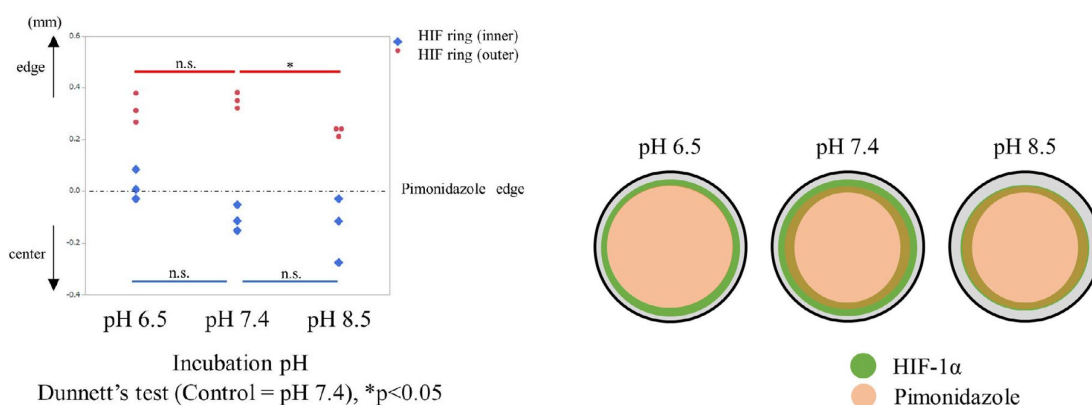 (mm)
edge
center
0.6
0.4
0.2
0.0
-0.2
-0.4
n.s.
*
n.s.
n.s.
HIF ring (inner)
HIF ring (outer)
Pimonidazole edge
pH 6.5 pH 7.4 pH 8.5
Incubation pH
Dunnett's test (Control = pH 7.4), *p<0.05
pH 6.5 pH 7.4 pH 8.5
HIF-1α
Pimonidazole